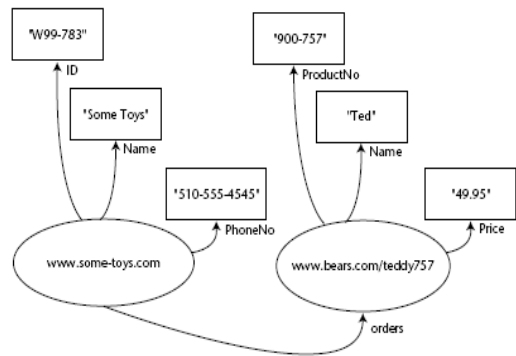 "W99-783"
ID
"Some Toys"
Name
"510-555-4545"
PhoneNo
www.some-toys.com
"900-757"
ProductNo
"Ted"
Name
"49.95"
Price
www.bears.com/teddy757
orders